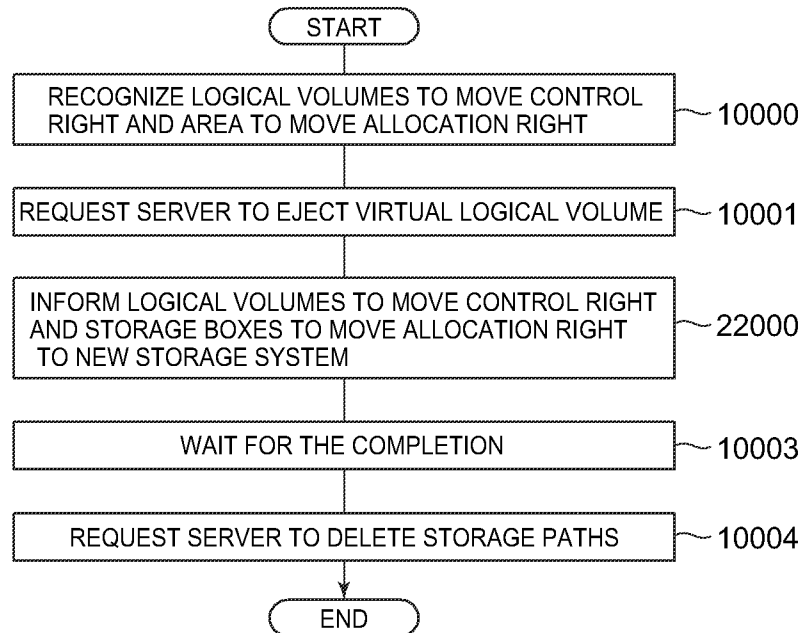 START
RECOGNIZE LOGICAL VOLUMES TO MOVE CONTROL
RIGHT AND AREA TO MOVE ALLOCATION RIGHT
10000
REQUEST SERVER TO EJECT VIRTUAL LOGICAL VOLUME
10001
INFORM LOGICAL VOLUMES TO MOVE CONTROL RIGHT
AND STORAGE BOXES TO MOVE ALLOCATION RIGHT
TO NEW STORAGE SYSTEM
22000
WAIT FOR THE COMPLETION
10003
REQUEST SERVER TO DELETE STORAGE PATHS
10004
END